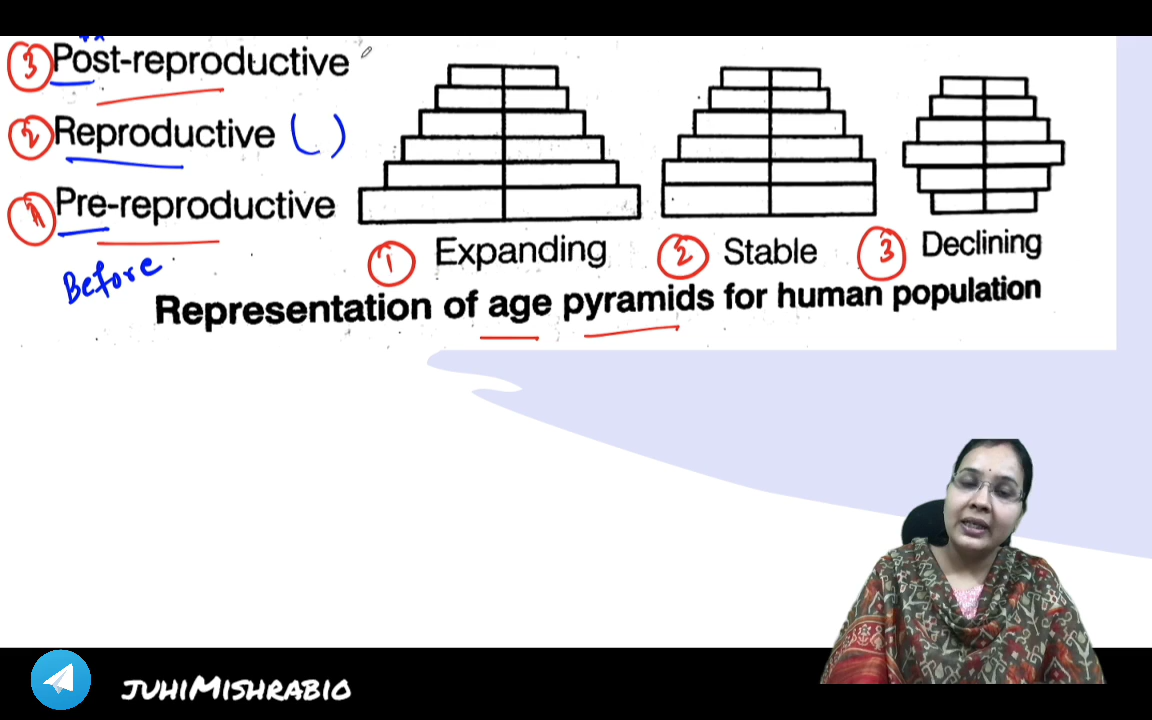 ③ Post-reproductive
② Reproductive ( )
① Pre-reproductive
Before
① Expanding
② Stable
③ Declining
Representation of age pyramids for human population
JUHIMISHRABIO